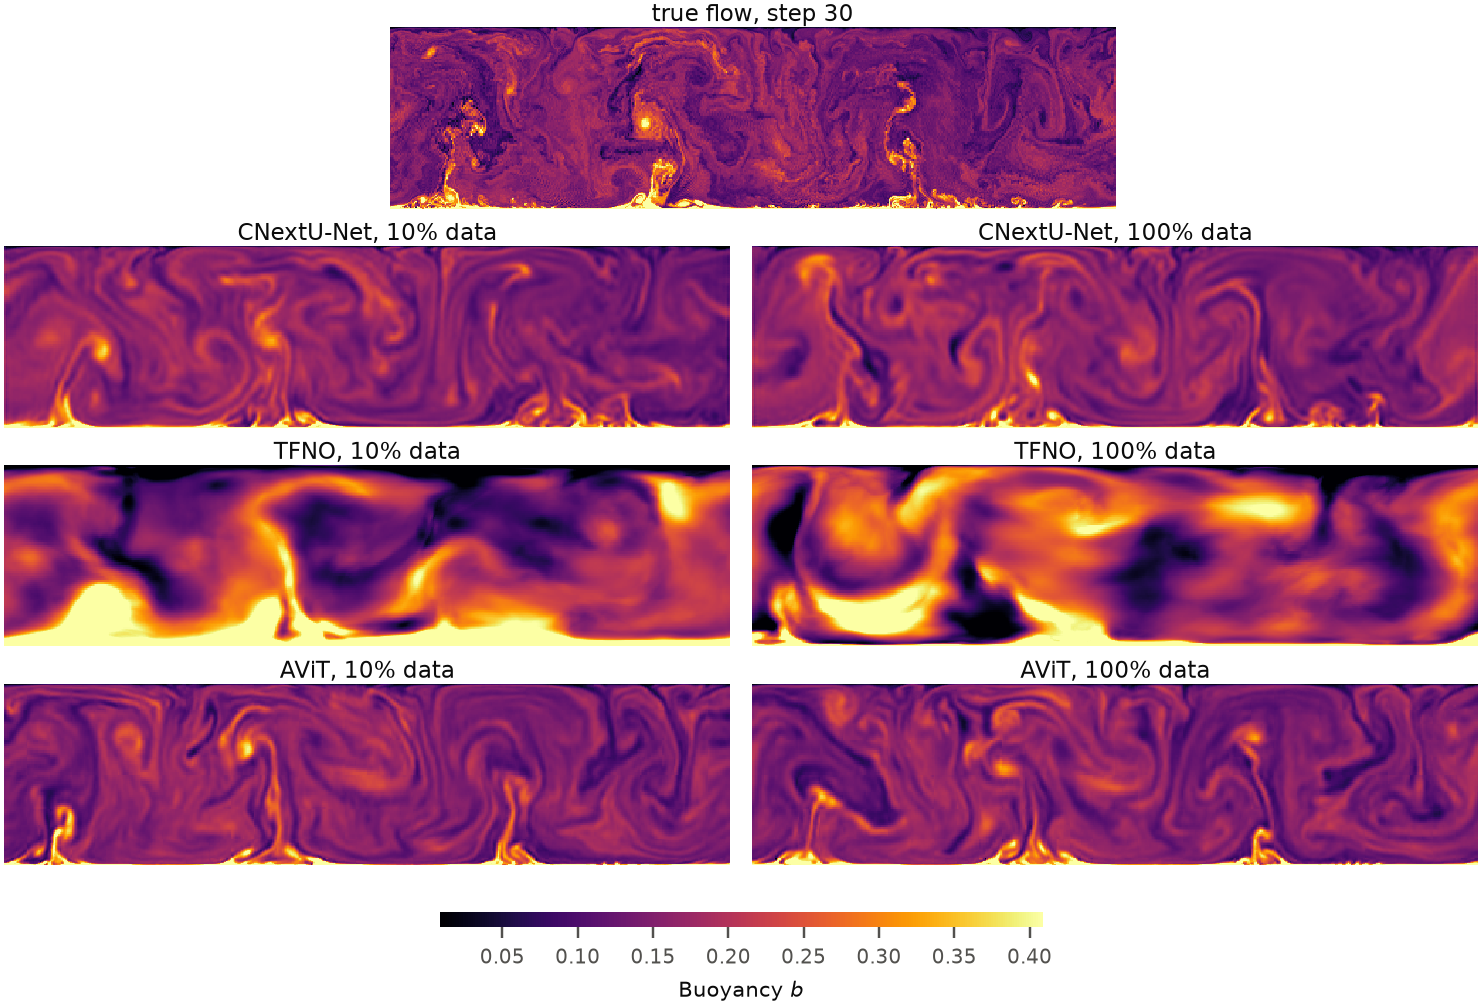 true flow, step 30
CNextU-Net, 10% data
CNextU-Net, 100% data
TFNO, 10% data
TFNO, 100% data
AViT, 10% data
AViT, 100% data
0.05 0.10 0.15 0.20 0.25 0.30 0.35 0.40
Buoyancy b